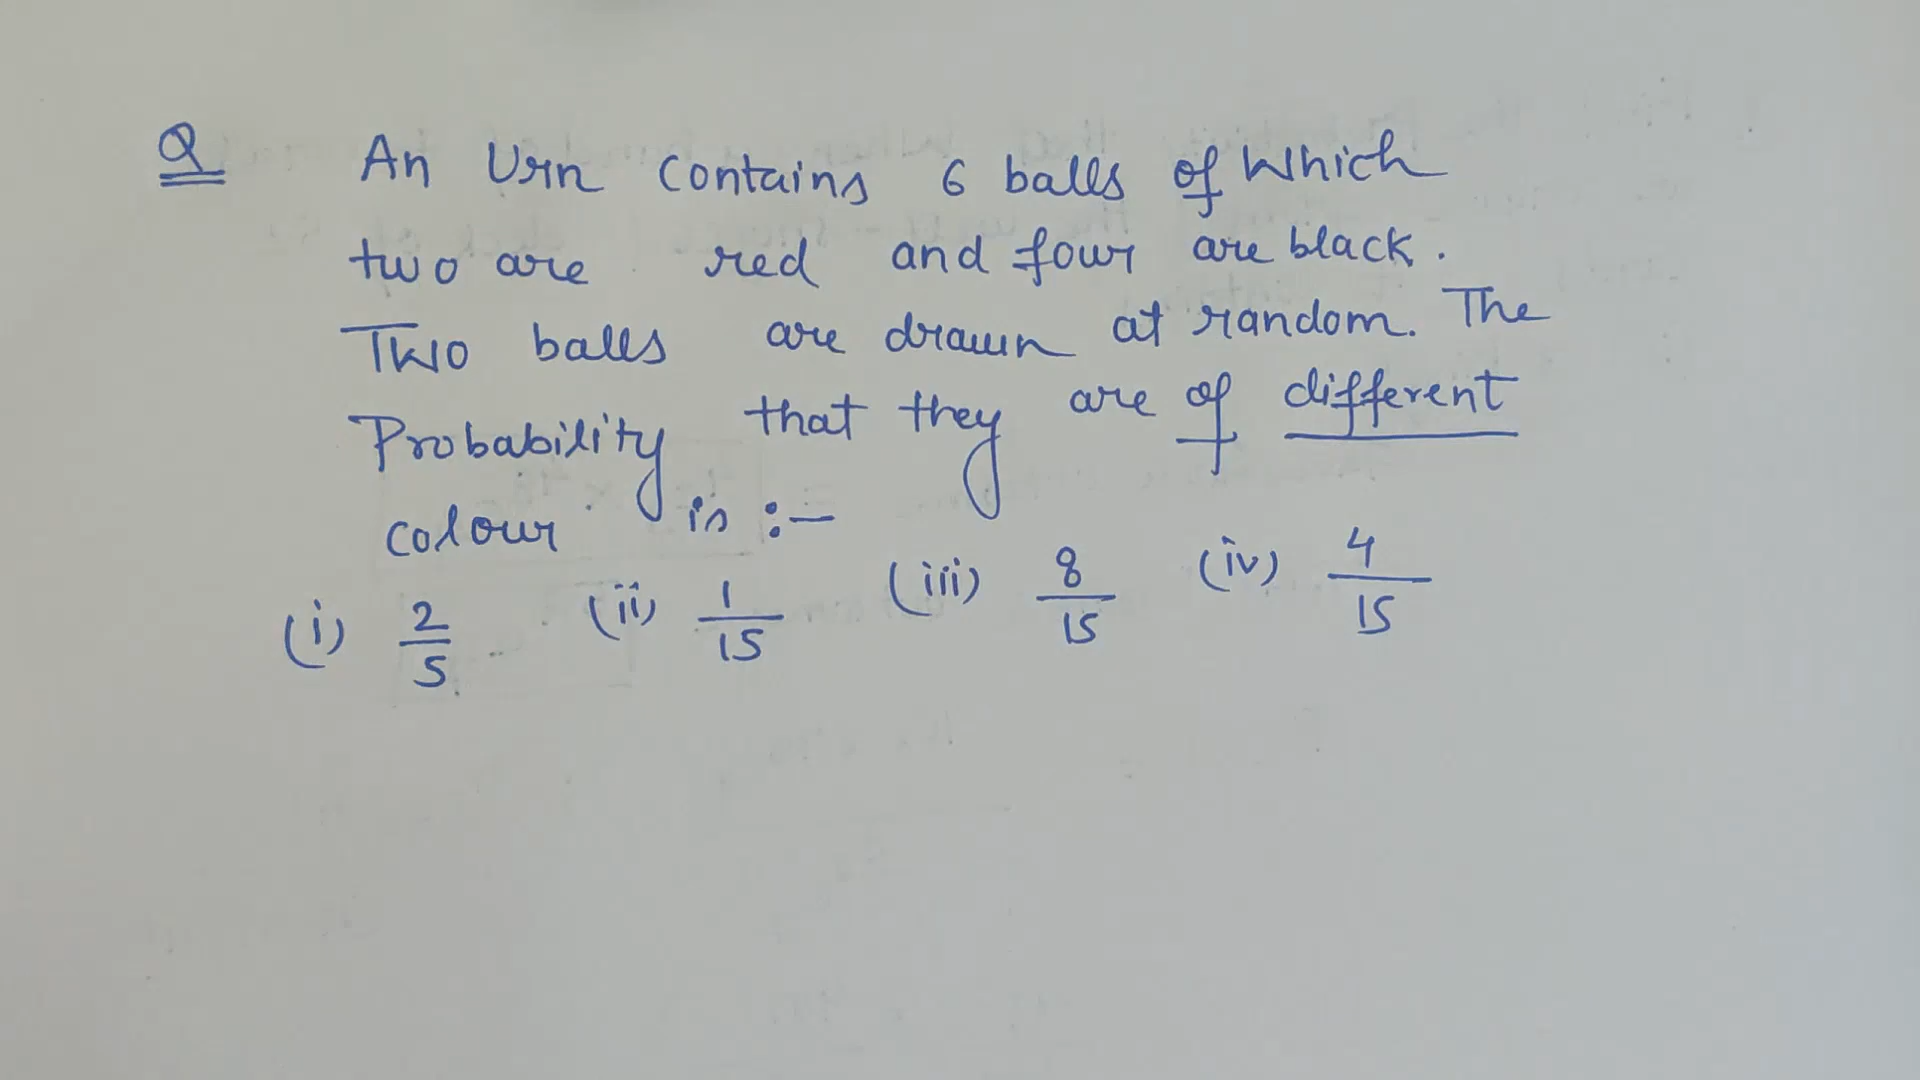 Q An Urn contains 6 balls of which
two are red and four are black.
Two balls are drawn at random. The
Probability that they are of different
colour is :-
(i) 2/5 (ii) 1/15 (iii) 8/15 (iv) 4/15